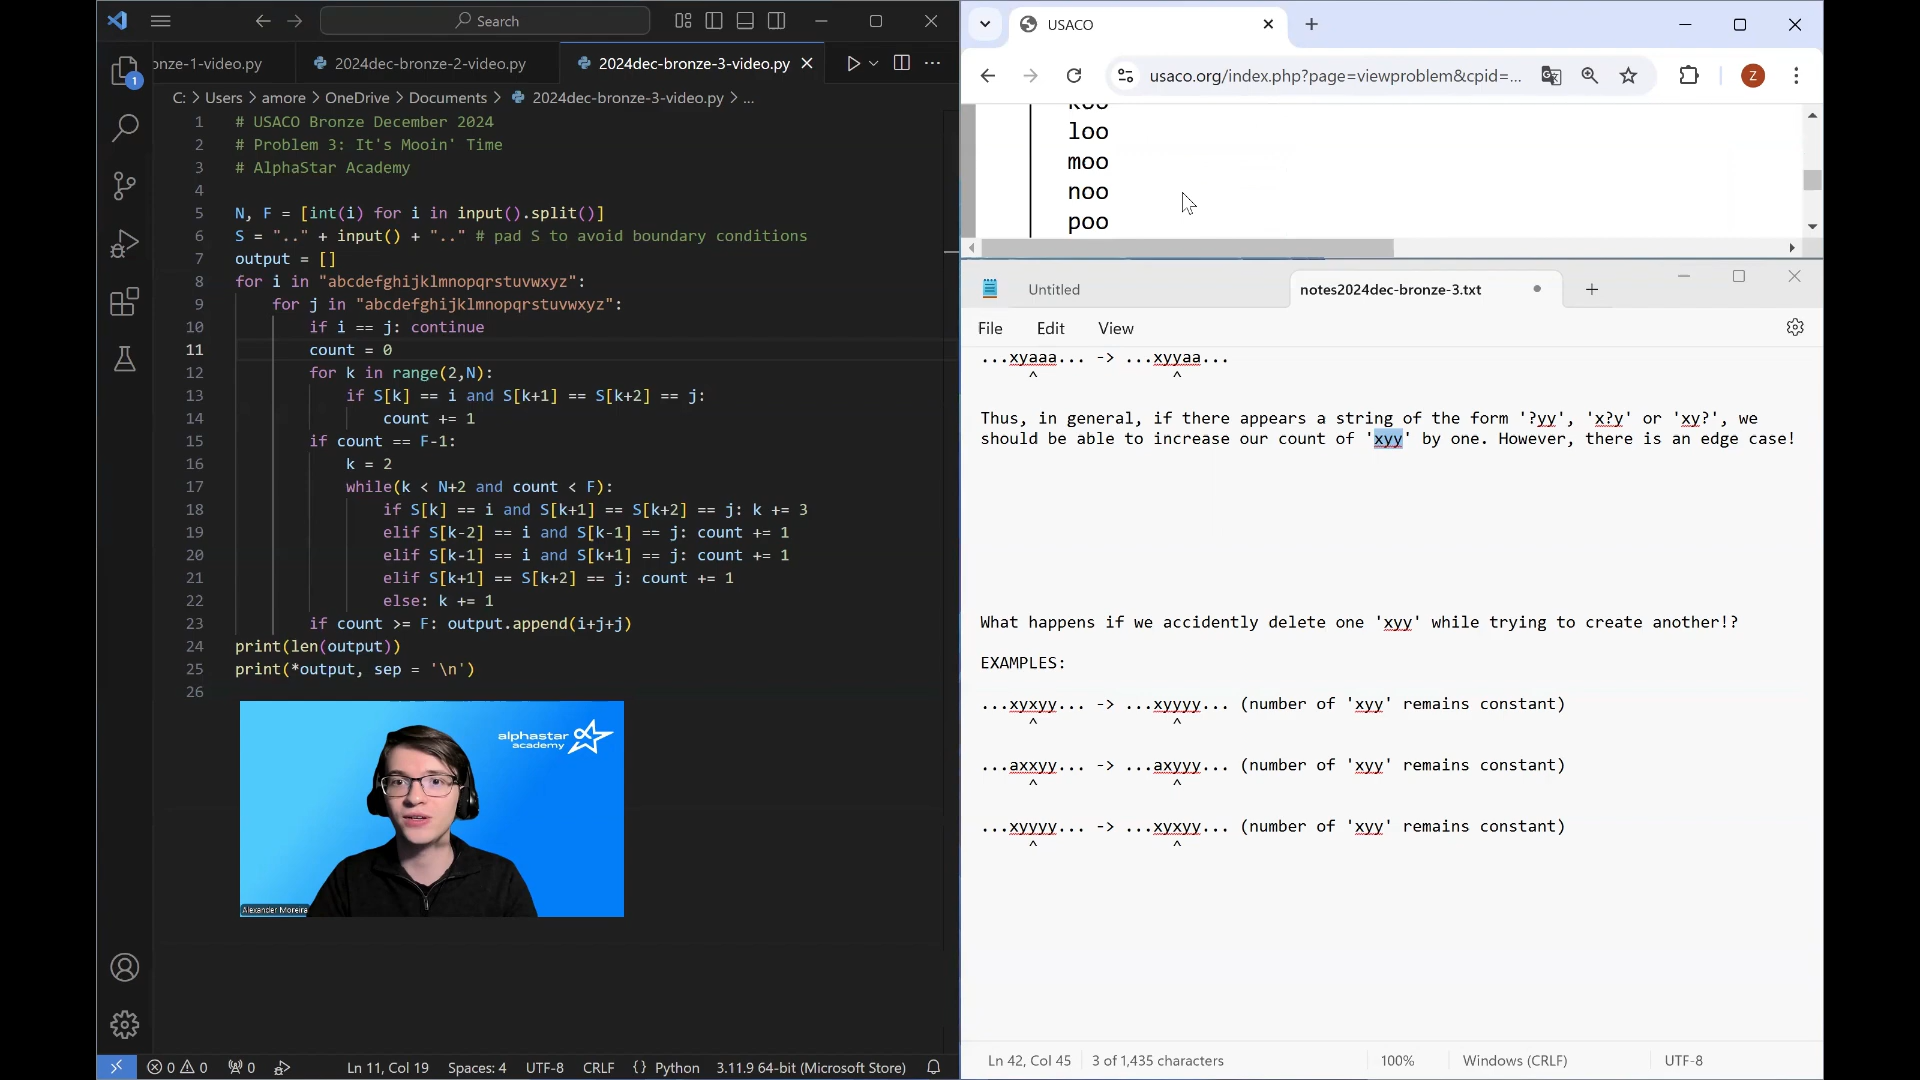 Search
onze-1-video.py
2024dec-bronze-2-video.py
2024dec-bronze-3-video.py
C: > Users > amore > OneDrive > Documents > 2024dec-bronze-3-video.py > ...
1 # USACO Bronze December 2024
2 # Problem 3: It's Mooin' Time
3 # AlphaStar Academy
4
5 N, F = [int(i) for i in input().split()]
6 S = ".." + input() + ".." # pad S to avoid boundary conditions
7 output = []
8 for i in "abcdefghijklmnopqrstuvwxyz":
9 for j in "abcdefghijklmnopqrstuvwxyz":
10 if i == j: continue
11 count = 0
12 for k in range(2,N):
13 if S[k] == i and S[k+1] == S[k+2] == j:
14 count += 1
15 if count == F-1:
16 k = 2
17 while(k < N+2 and count < F):
18 if S[k] == i and S[k+1] == S[k+2] == j: k += 3
19 elif S[k-2] == i and S[k-1] == j: count += 1
20 elif S[k-1] == i and S[k+1] == j: count += 1
21 elif S[k+1] == S[k+2] == j: count += 1
22 else: k += 1
23 if count >= F: output.append(i+j+j)
24 print(len(output))
25 print(*output, sep = '\n')
26
alphastar
academy
Alexander Moreira
1
0 0
0
Ln 11, Col 19
Spaces: 4
UTF-8
CRLF
{} Python
3.11.9 64-bit (Microsoft Store)
USACO
usaco.org/index.php?page=viewproblem&cpid=...
Z
koo
loo
moo
noo
poo
Untitled
notes2024dec-bronze-3.txt
File
Edit
View
...xyaaa... -> ...xyyaa...
^ ^
Thus, in general, if there appears a string of the form '?yy', 'x?y' or 'xy?', we
should be able to increase our count of 'xyy' by one. However, there is an edge case!
What happens if we accidently delete one 'xyy' while trying to create another!?
EXAMPLES:
...xyxyy... -> ...xyyyy... (number of 'xyy' remains constant)
^ ^
...axxyy... -> ...axyyy... (number of 'xyy' remains constant)
^ ^
...xyyyy... -> ...xyxyy... (number of 'xyy' remains constant)
^ ^
Ln 42, Col 45
3 of 1,435 characters
100%
Windows (CRLF)
UTF-8